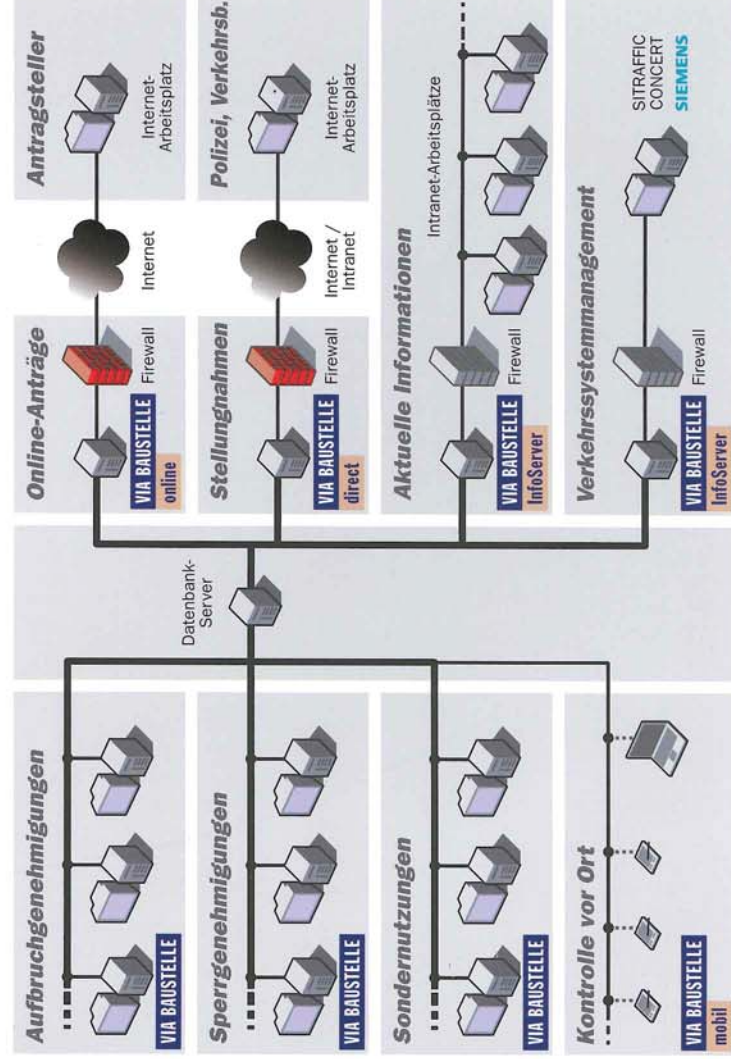 Aufbruchgenehmigungen
VIA BAUSTELLE
Sperrgenehmigungen
VIA BAUSTELLE
Sondernutzungen
VIA BAUSTELLE
Kontrolle vor Ort
VIA BAUSTELLE
mobil
Datenbank-
Server
Online-Anträge
VIA BAUSTELLE
online
Firewall
Internet
Antragsteller
Internet-
Arbeitsplatz
Stellungnahmen
VIA BAUSTELLE
direct
Firewall
Internet /
Intranet
Polizei, Verkehrsb.
Internet-
Arbeitsplatz
Aktuelle Informationen
VIA BAUSTELLE
InfoServer
Firewall
Intranet-Arbeitsplätze
Verkehrssystemmanagement
VIA BAUSTELLE
InfoServer
Firewall
SITRAFFIC
CONCERT
SIEMENS